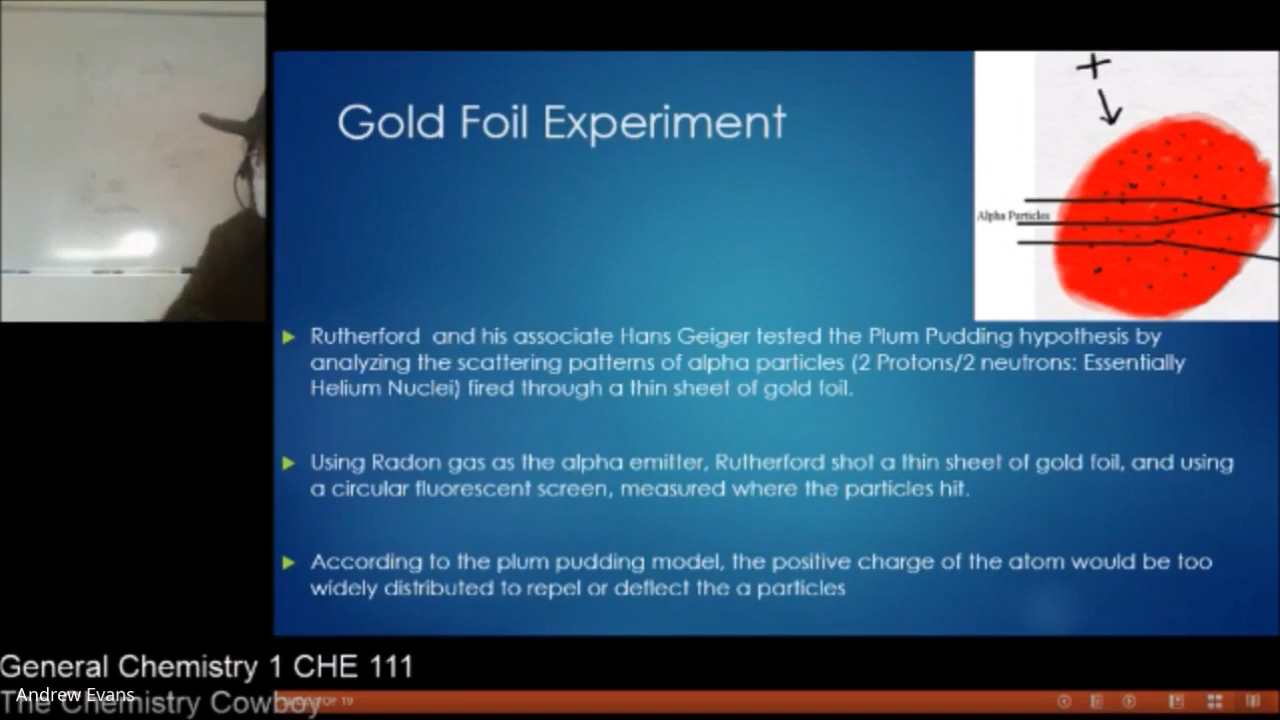 Gold Foil Experiment
+
Alpha Particles
Rutherford and his associate Hans Geiger tested the Plum Pudding hypothesis by
analyzing the scattering patterns of alpha particles (2 Protons/2 neutrons: Essentially
Helium Nuclei) fired through a thin sheet of gold foil.
Using Radon gas as the alpha emitter, Rutherford shot a thin sheet of gold foil, and using
a circular fluorescent screen, measured where the particles hit.
According to the plum pudding model, the positive charge of the atom would be too
widely distributed to repel or deflect the a particles
General Chemistry 1 CHE 111
Andrew Evans
The Chemistry Cowboy
OF 19